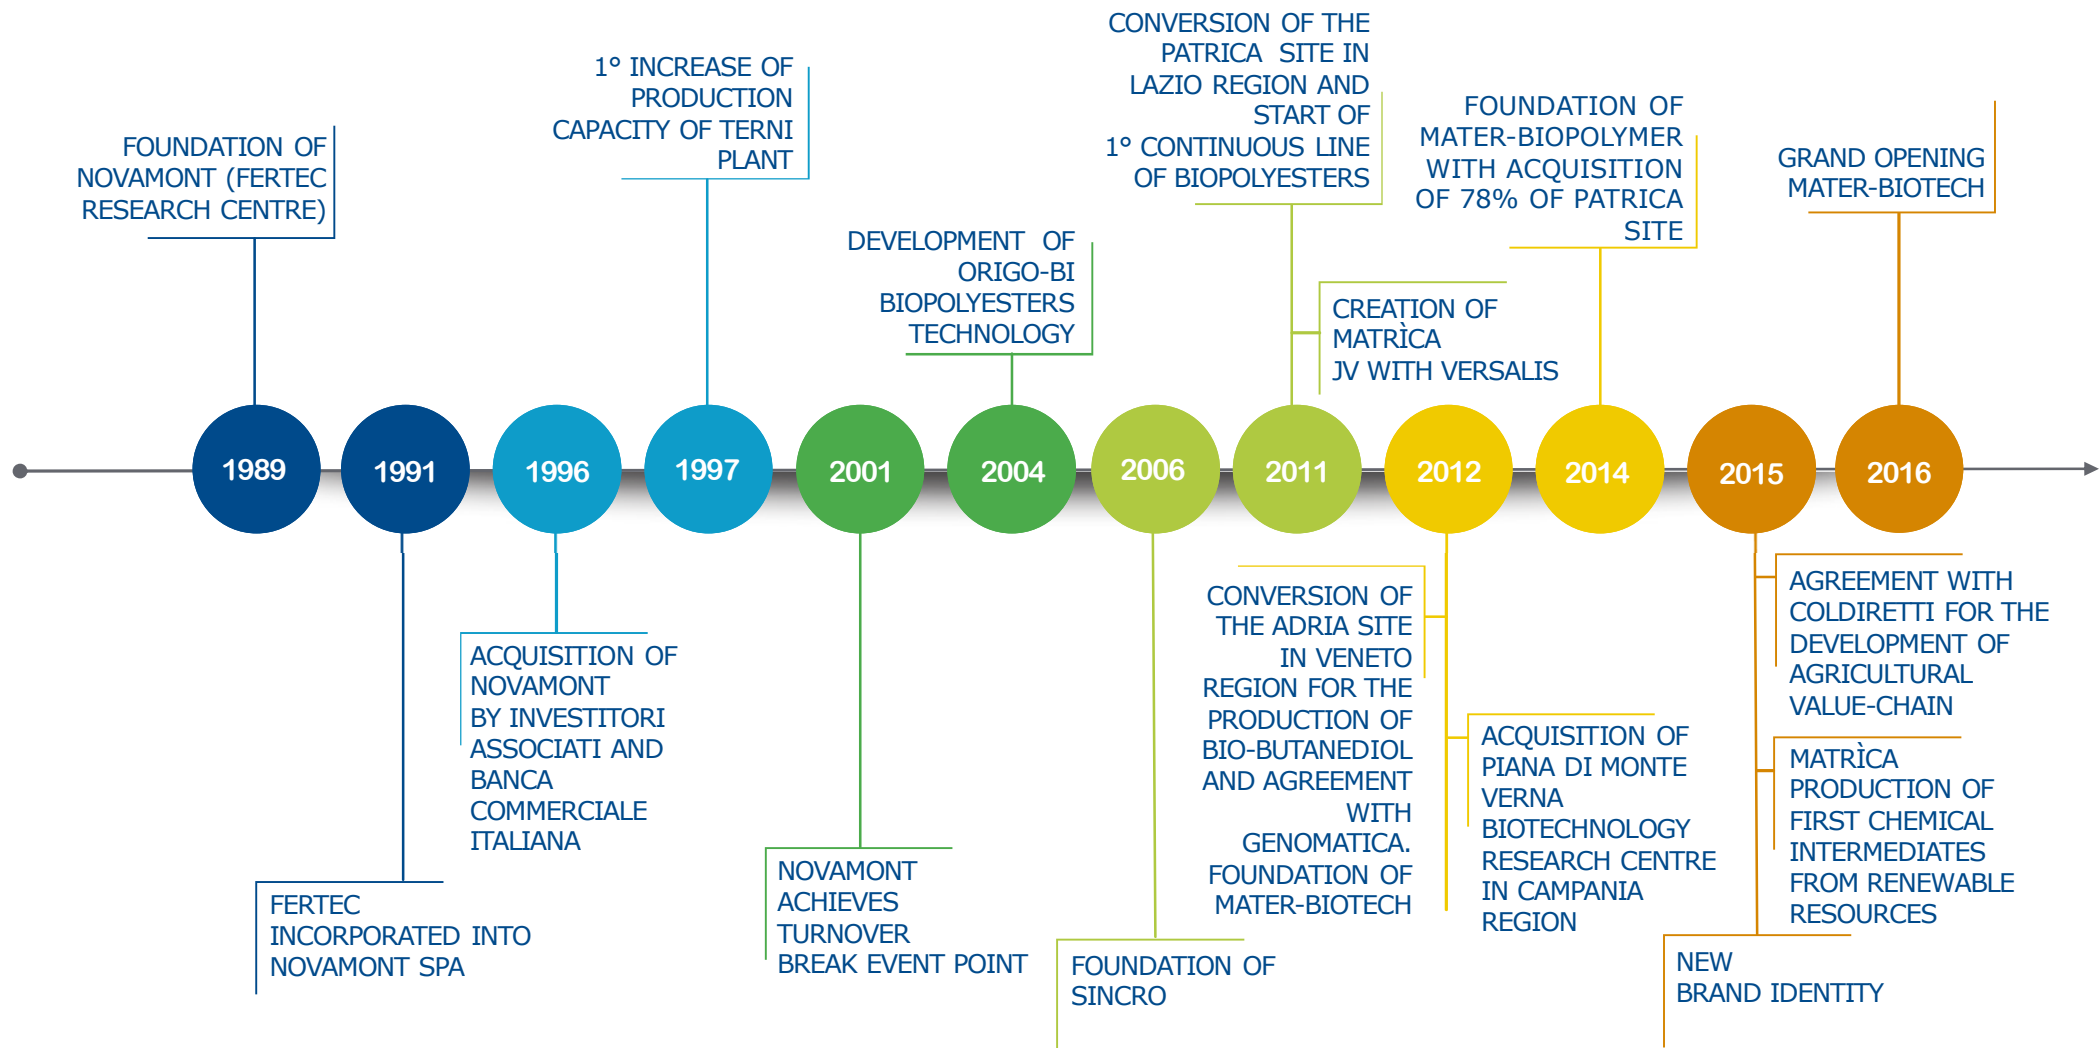 FOUNDATION OF
NOVAMONT (FERTEC
RESEARCH CENTRE)
1° INCREASE OF
PRODUCTION
CAPACITY OF TERNI
PLANT
DEVELOPMENT OF
ORIGO-BI
BIOPOLYESTERS
TECHNOLOGY
CONVERSION OF THE
PATRICA SITE IN
LAZIO REGION AND
START OF
1° CONTINUOUS LINE
OF BIOPOLYESTERS
CREATION OF
MATRÌCA
JV WITH VERSALIS
FOUNDATION OF
MATER-BIOPOLYMER
WITH ACQUISITION
OF 78% OF PATRICA
SITE
GRAND OPENING
MATER-BIOTECH
1989
1991
1996
1997
2001
2004
2006
2011
2012
2014
2015
2016
FERTEC
INCORPORATED INTO
NOVAMONT SPA
ACQUISITION OF
NOVAMONT
BY INVESTITORI
ASSOCIATI AND
BANCA
COMMERCIALE
ITALIANA
NOVAMONT
ACHIEVES
TURNOVER
BREAK EVENT POINT
FOUNDATION OF
SINCRO
CONVERSION OF
THE ADRIA SITE
IN VENETO
REGION FOR THE
PRODUCTION OF
BIO-BUTANEDIOL
AND AGREEMENT
WITH
GENOMATICA.
FOUNDATION OF
MATER-BIOTECH
ACQUISITION OF
PIANA DI MONTE
VERNA
BIOTECHNOLOGY
RESEARCH CENTRE
IN CAMPANIA
REGION
AGREEMENT WITH
COLDIRETTI FOR THE
DEVELOPMENT OF
AGRICULTURAL
VALUE-CHAIN
MATRÌCA
PRODUCTION OF
FIRST CHEMICAL
INTERMEDIATES
FROM RENEWABLE
RESOURCES
NEW
BRAND IDENTITY